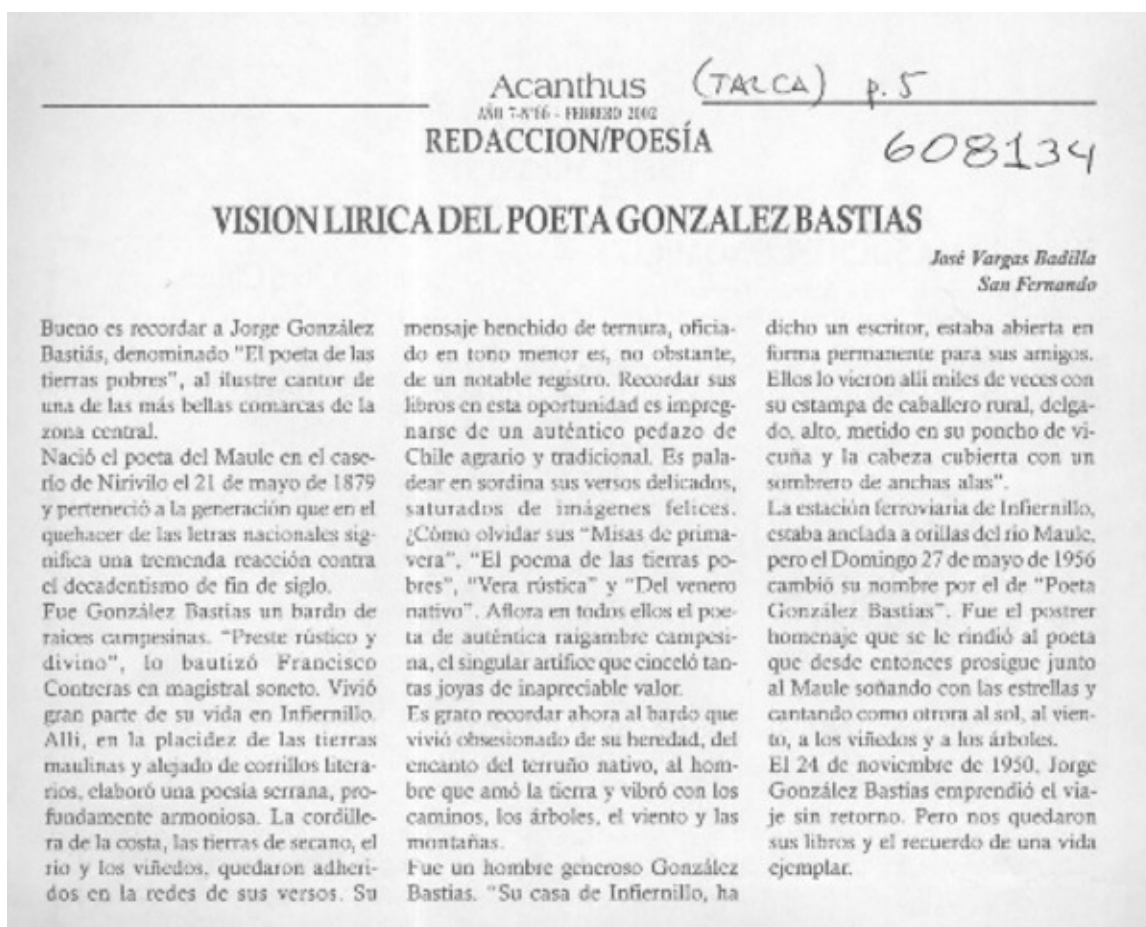 Acanthus (TALCA) p. 5
AÑO 7-Nº66 - FEBRERO 2002
REDACCION/POESÍA
608134
VISION LIRICA DEL POETA GONZALEZ BASTIAS
José Vargas Badilla
San Fernando
Bueno es recordar a Jorge González
Bastiás, denominado "El poeta de las
tierras pobres", al ilustre cantor de
una de las más bellas comarcas de la
zona central.
Nació el poeta del Maule en el case-
río de Nirivilo el 21 de mayo de 1879
y perteneció a la generación que en el
quehacer de las letras nacionales sig-
nifica una tremenda reacción contra
el decadentismo de fin de siglo.
Fue González Bastias un bardo de
raíces campesinas. "Preste rústico y
divino", lo bautizó Francisco
Contreras en magistral soneto. Vivió
gran parte de su vida en Infiernillo.
Alli, en la placidez de las tierras
maulinas y alejado de corrillos litera-
rios, elaboró una poesía serrana, pro-
fundamente armoniosa. La cordille-
ra de la costa, las tierras de secano, el
rio y los viñedos, quedaron adheri-
dos en la redes de sus versos. Su
mensaje henchido de ternura, oficia-
do en tono menor es, no obstante,
de un notable registro. Recordar sus
libros en esta oportunidad es impreg-
narse de un auténtico pedazo de
Chile agrario y tradicional. Es pala-
dear en sordina sus versos delicados,
saturados de imágenes felices.
¿Cómo olvidar sus "Misas de prima-
vera", "El poema de las tierras po-
bres", "Vera rústica" y "Del venero
nativo". Aflora en todos ellos el poe-
ta de auténtica raigambre campesi-
na, el singular artífice que cinceló tan-
tas joyas de inapreciable valor.
Es grato recordar ahora al bardo que
vivió obsesionado de su heredad, del
encanto del terruño nativo, al hom-
bre que amó la tierra y vibró con los
caminos, los árboles, el viento y las
montañas.
Fue un hombre generoso González
Bastias. "Su casa de Infiernillo, ha
dicho un escritor, estaba abierta en
forma permanente para sus amigos.
Ellos lo vieron alli miles de veces con
su estampa de caballero rural, delga-
do, alto, metido en su poncho de vi-
cuña y la cabeza cubierta con un
sombrero de anchas alas".
La estación ferroviaria de Infiernillo,
estaba anclada a orillas del rio Maule,
pero el Domingo 27 de mayo de 1956
cambió su nombre por el de "Poeta
González Bastias". Fue el postrer
homenaje que se le rindió al poeta
que desde entonces prosigue junto
al Maule soñando con las estrellas y
cantando como otrora al sol, al vien-
to, a los viñedos y a los árboles.
El 24 de noviembre de 1950, Jorge
González Bastias emprendió el via-
je sin retorno. Pero nos quedaron
sus libros y el recuerdo de una vida
ejemplar.